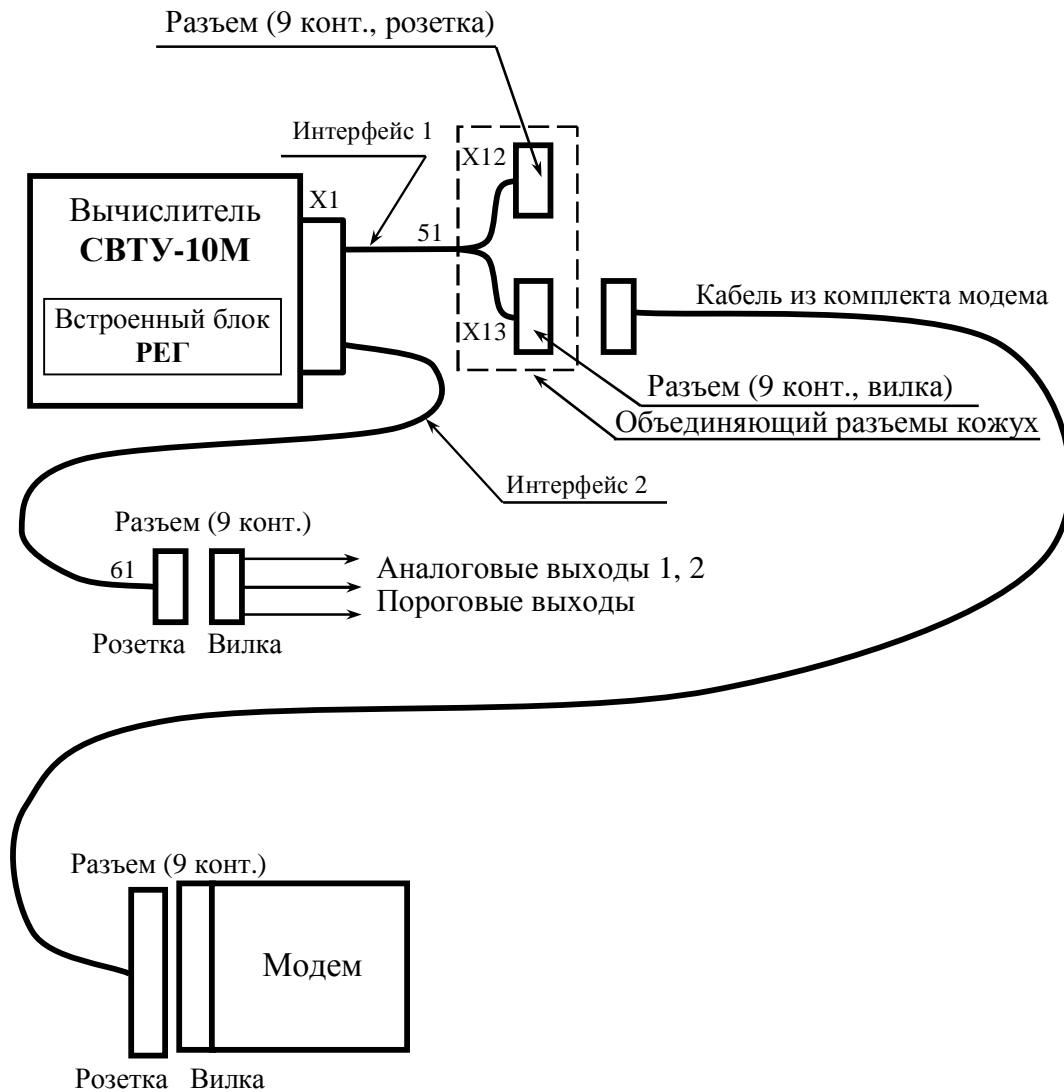 Разъем (9 конт., розетка)
Интерфейс 1
X12
X1
Вычислитель
СВТУ-10М
51
Встроенный блок
РЕГ
X13
Кабель из комплекта модема
Разъем (9 конт., вилка)
Объединяющий разъемы кожух
Интерфейс 2
Разъем (9 конт.)
61
Аналоговые выходы 1, 2
Пороговые выходы
Розетка
Вилка
Разъем (9 конт.)
Модем
Розетка
Вилка